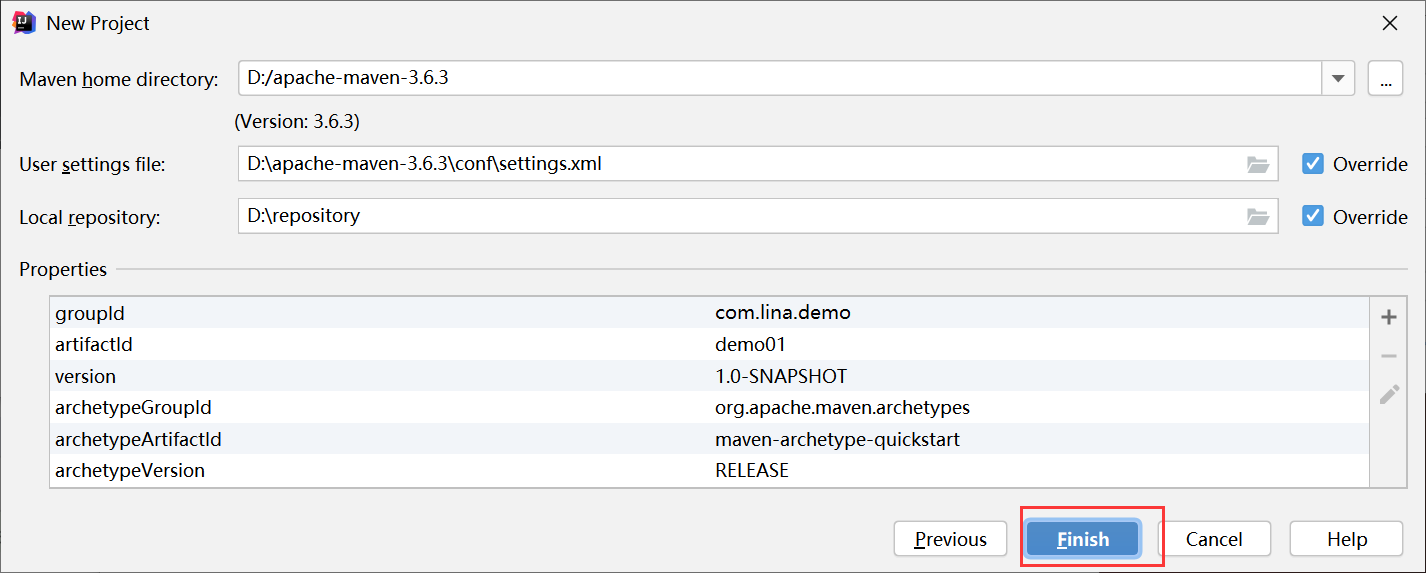 New Project
Maven home directory: D:/apache-maven-3.6.3 ...
(Version: 3.6.3)
User settings file: D:\apache-maven-3.6.3\conf\settings.xml Override
Local repository: D:\repository Override
Properties
groupId com.lina.demo
artifactId demo01
version 1.0-SNAPSHOT
archetypeGroupId org.apache.maven.archetypes
archetypeArtifactId maven-archetype-quickstart
archetypeVersion RELEASE
Previous Finish Cancel Help